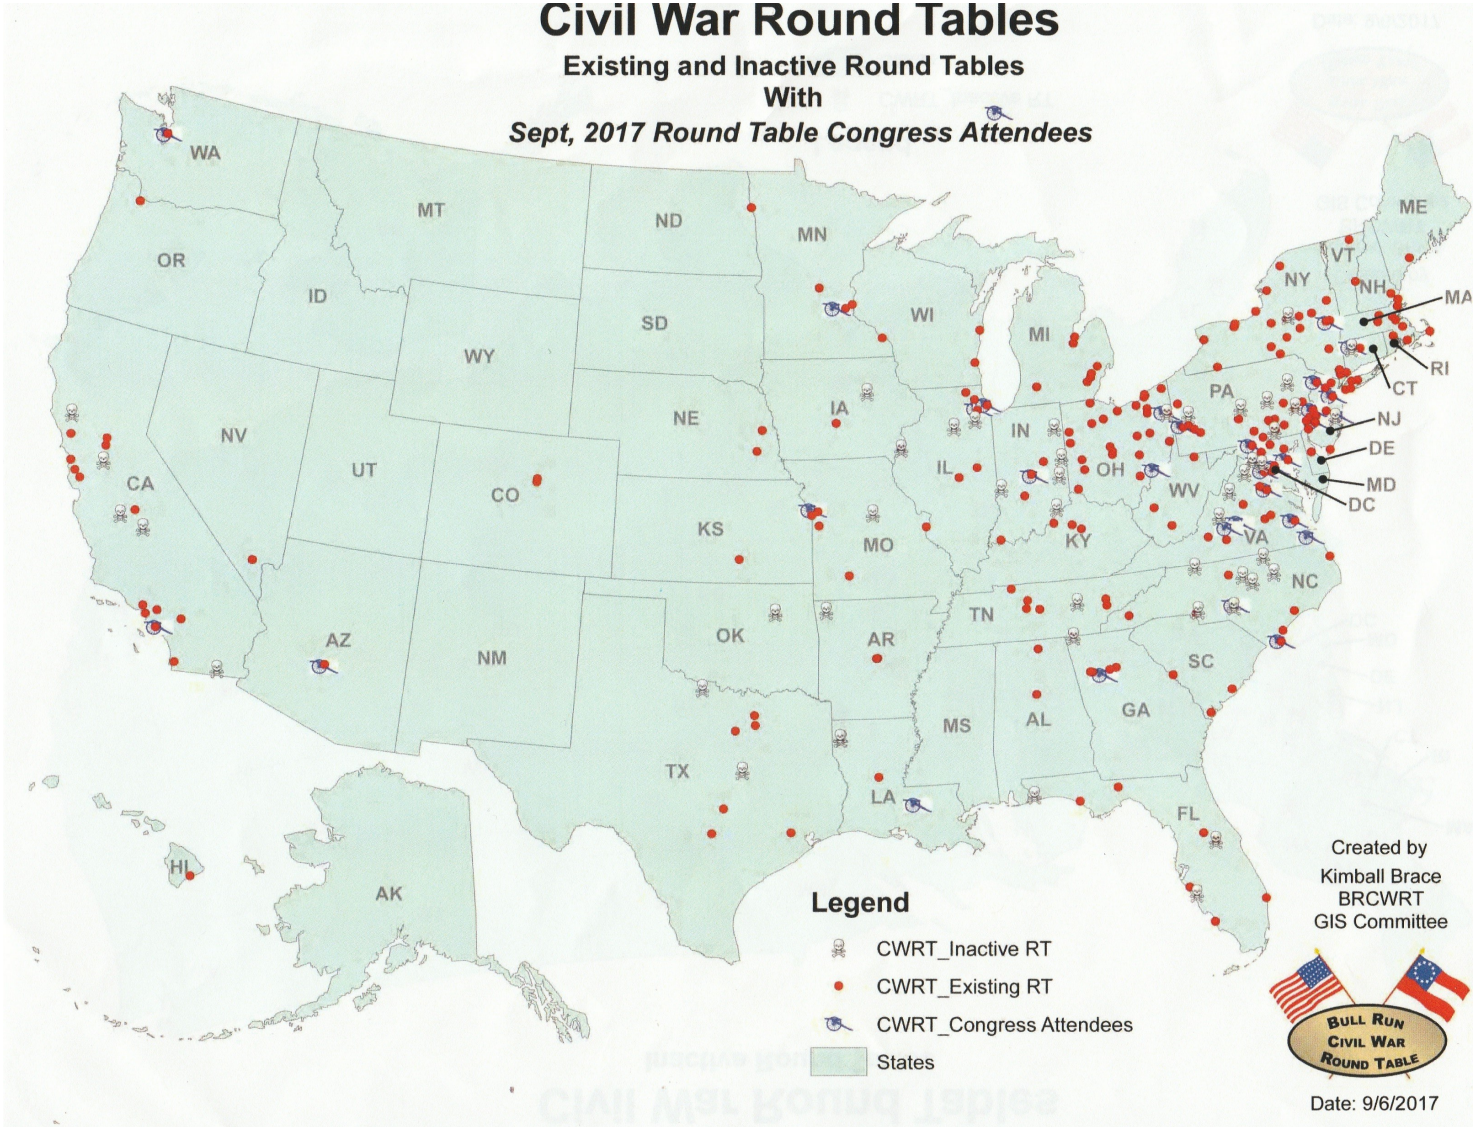 Civil War Round Tables
Existing and Inactive Round Tables
With
Sept, 2017 Round Table Congress Attendees
WA
MT
ND
MN
ME
VT
NH
NY
MA
OR
ID
SD
WI
MI
WY
RI
CT
PA
IA
NE
NV
UT
CO
CA
IL
IN
OH
NJ
DE
MD
DC
WV
VA
KS
MO
KY
NC
TN
OK
AR
AZ
NM
SC
MS
AL
GA
TX
LA
FL
HI
AK
Legend
CWRT_Inactive RT
CWRT_Existing RT
CWRT_Congress Attendees
States
Created by
Kimball Brace
BRCWRT
GIS Committee
BULL RUN
CIVIL WAR
ROUND TABLE
Date: 9/6/2017